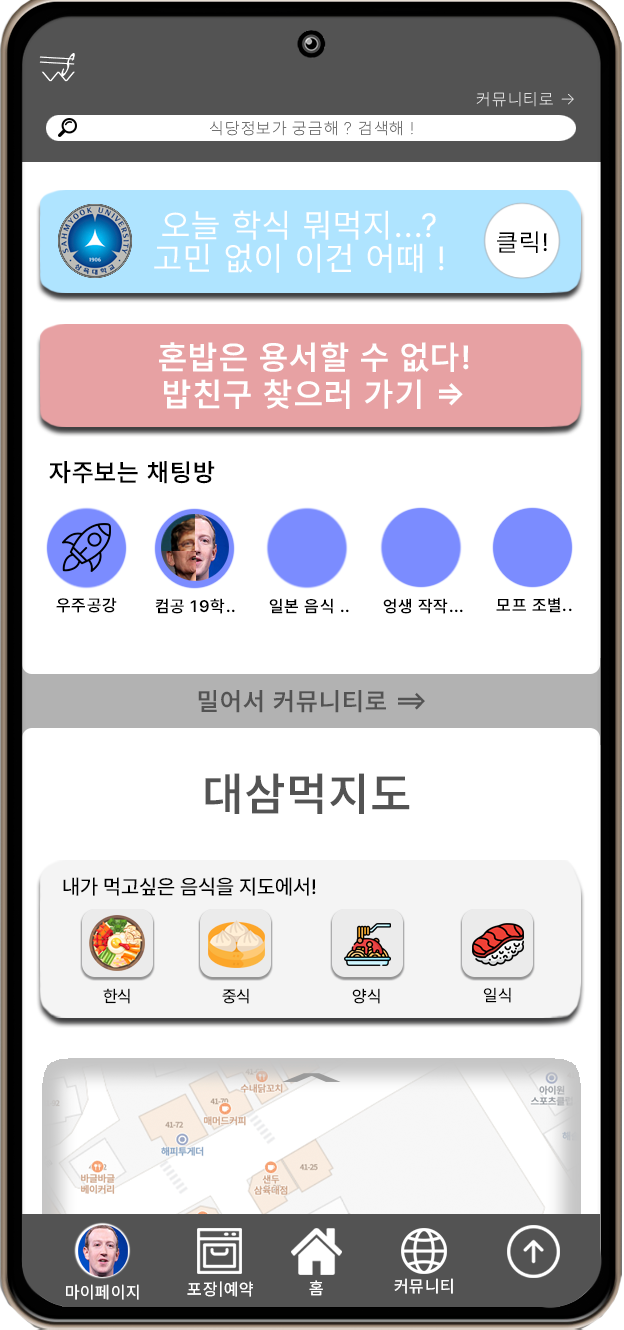 커뮤니티로 →
식당정보가 궁금해 ? 검색해 !
SAHMYOOK UNIVERSITY
1906
삼육대학교
오늘 학식 뭐먹지...?
고민 없이 이건 어때 !
클릭!
혼밥은 용서할 수 없다!
밥친구 찾으러 가기 ⇒
자주보는 채팅방
우주공강
컴공 19학..
일본 음식 ..
엉생 작작...
모프 조별..
밀어서 커뮤니티로 ⇒
대삼먹지도
내가 먹고싶은 음식을 지도에서!
한식
중식
양식
일식
수내닭꼬치
아이원
스포츠클럽
매머드커피
41-72
해피투게더
41-25
바글바글
베이커리
샌두
삼육애점
마이페이지
포장|예약
홈
커뮤니티